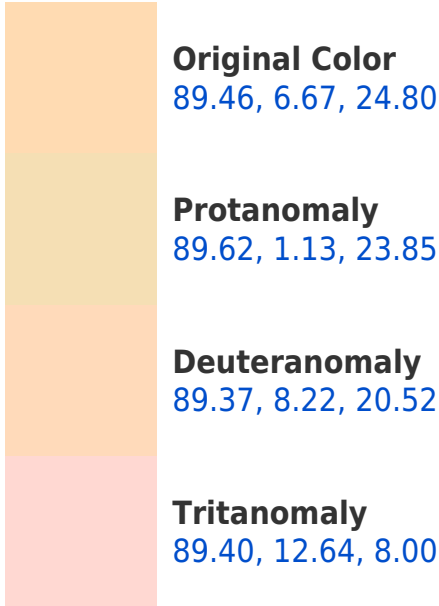 Original Color
89.46, 6.67, 24.80
Protanomaly
89.62, 1.13, 23.85
Deuteranomaly
89.37, 8.22, 20.52
Tritanomaly
89.40, 12.64, 8.00